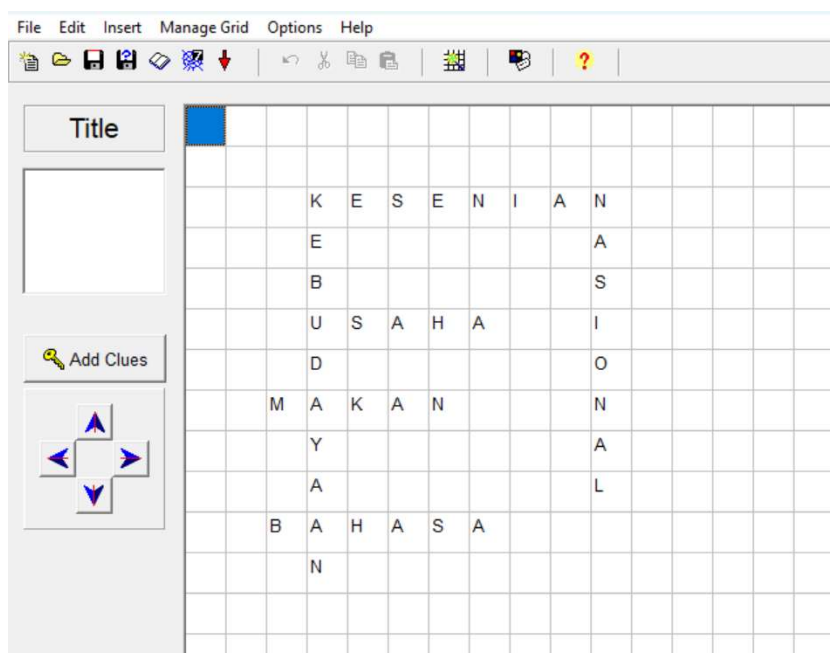 File Edit Insert Manage Grid Options Help
?
Title
K E S E N I A N
E A
B S
U S A H A I
D O
M A K A N N
Y A
A L
B A H A S A
N
Add Clues